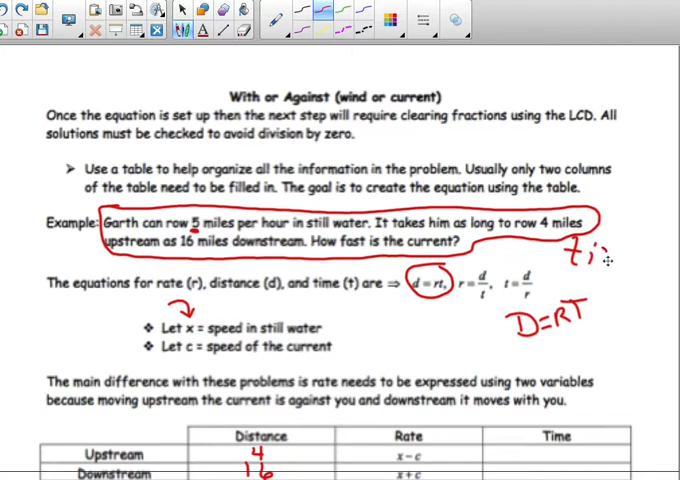 With or Against (wind or current)
Once the equation is set up then the next step will require clearing fractions using the LCD. All
solutions must be checked to avoid division by zero.
➤ Use a table to help organize all the information in the problem. Usually only two columns
of the table need to be filled in. The goal is to create the equation using the table.
Example: Garth can row 5 miles per hour in still water. It takes him as long to row 4 miles
upstream as 16 miles downstream. How fast is the current?
ti
The equations for rate (r), distance (d), and time (t) are ⇒ d = rt, r = d/t, t = d/r
D=RT
❖ Let x = speed in still water
❖ Let c = speed of the current
The main difference with these problems is rate needs to be expressed using two variables
because moving upstream the current is against you and downstream it moves with you.
Distance Rate Time
Upstream 4 x – c
Downstream 16 x + c